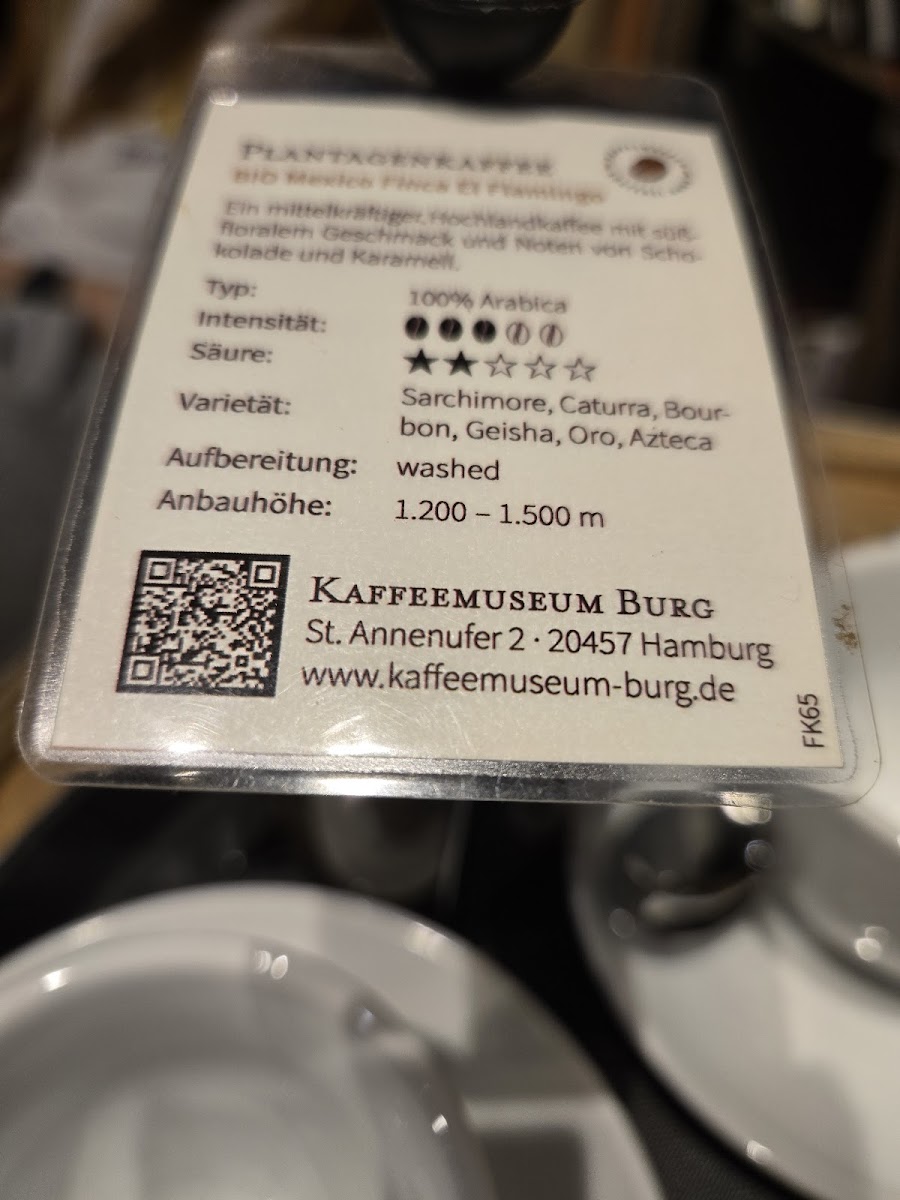 PLANTAGENKAFFEE
BIO Mexico Finca El Flamingo
Ein mittelkräftiger Hochlandkaffee mit süß-
floralem Geschmack und Noten von Scho-
kolade und Karamell.
Typ: 100% Arabica
Intensität:
Säure: ★★☆☆☆
Varietät: Sarchimore, Caturra, Bour-
bon, Geisha, Oro, Azteca
Aufbereitung: washed
Anbauhöhe: 1.200 – 1.500 m
KAFFEEMUSEUM BURG
St. Annenufer 2 · 20457 Hamburg
www.kaffeemuseum-burg.de
FK65